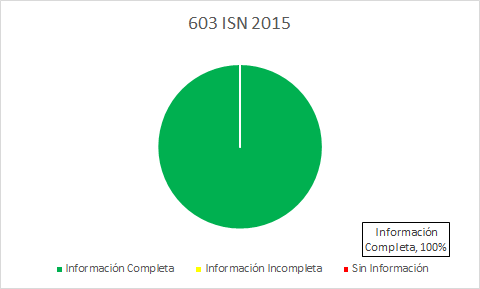 603 ISN 2015
Información
Completa, 100%
Información Completa
Información Incompleta
Sin Información